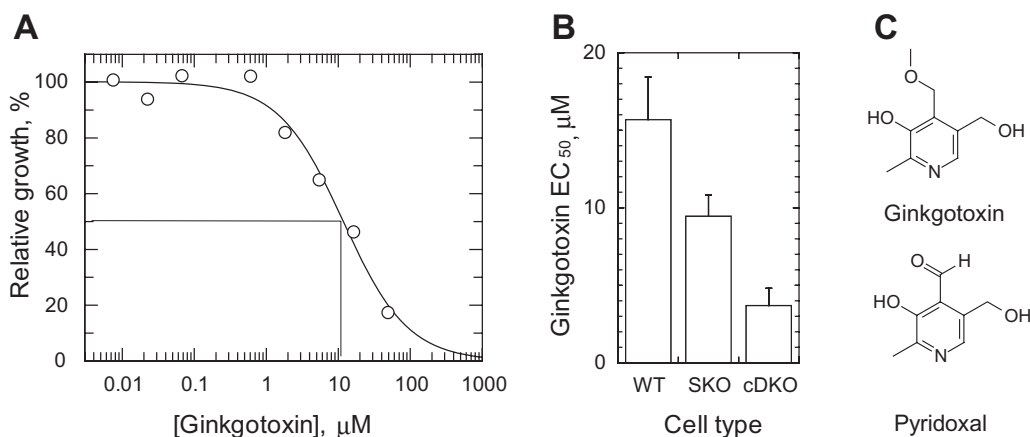 A
Relative growth, %
100
80
60
40
20
0
0.01 0.1 1 10 100 1000
[Ginkgotoxin], μM
B
Ginkgotoxin EC50, μM
20
10
0
WT SKO cDKO
Cell type
C
O
HO
OH
N
Ginkgotoxin
O H
HO
OH
N
Pyridoxal